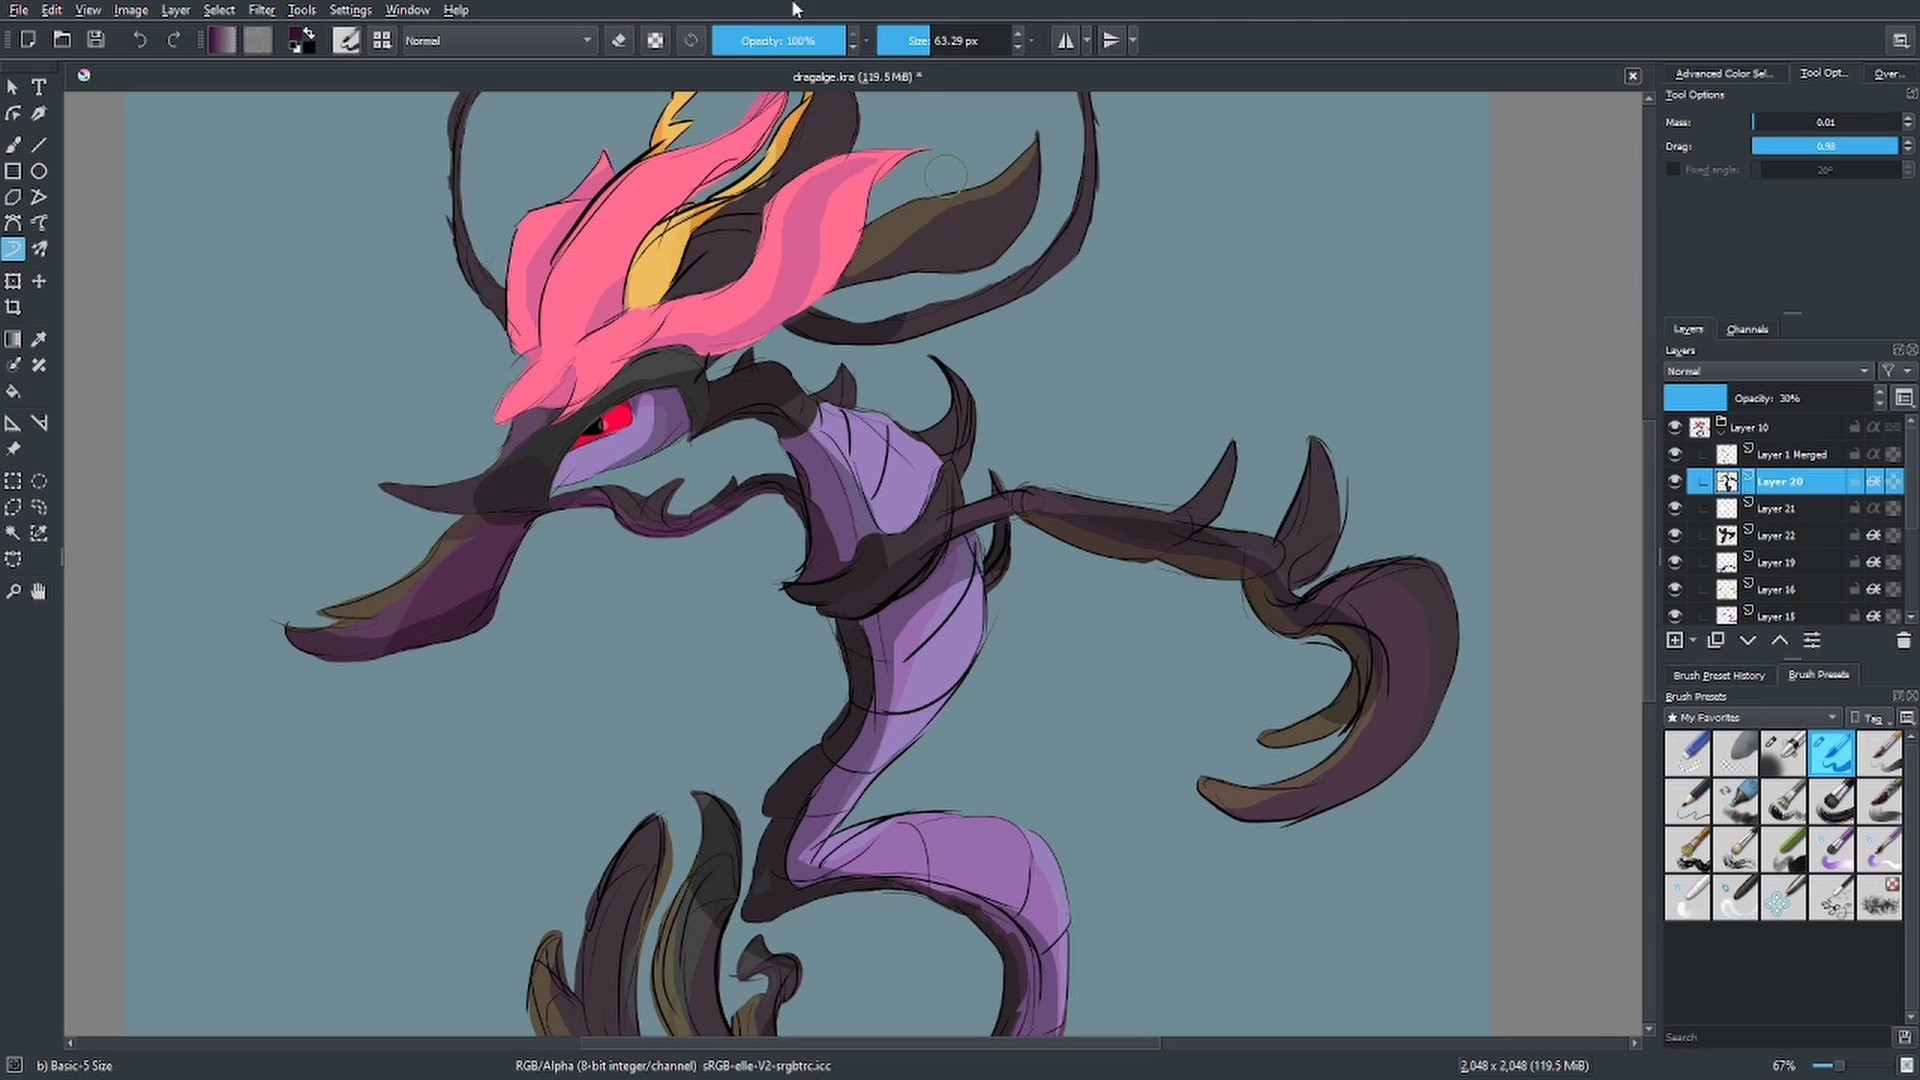 File Edit View Image Layer Select Filter Tools Settings Window Help
Normal Opacity: 100% Size: 63.29 px
dragalge.kra (119.5 MiB) *
Advanced Color Sel... Tool Opt... Over...
Tool Options
Mass: 0.01
Drag: 0.98
Fixed angle: 20°
Layers Channels
Layers
Normal
Opacity: 30%
Layer 10
Layer 1 Merged
Layer 20
Layer 21
Layer 22
Layer 19
Layer 16
Layer 15
Brush Preset History Brush Presets
Brush Presets
★ My Favorites Tag
Search
b) Basic-5 Size RGB/Alpha (8-bit integer/channel) sRGB-elle-V2-srgbtrc.icc 2,048 x 2,048 (119.5 MiB) 67%